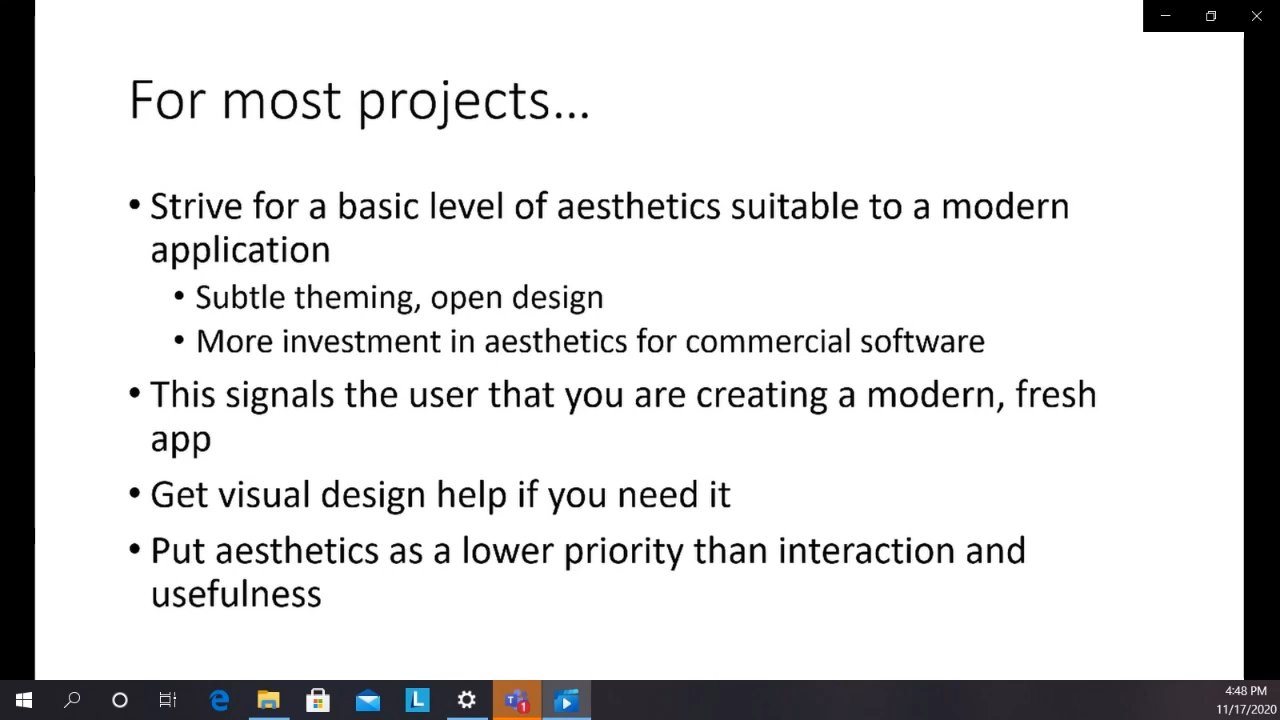 For most projects...
• Strive for a basic level of aesthetics suitable to a modern
application
• Subtle theming, open design
• More investment in aesthetics for commercial software
• This signals the user that you are creating a modern, fresh
app
• Get visual design help if you need it
• Put aesthetics as a lower priority than interaction and
usefulness
L
T
1
4:48 PM
11/17/2020